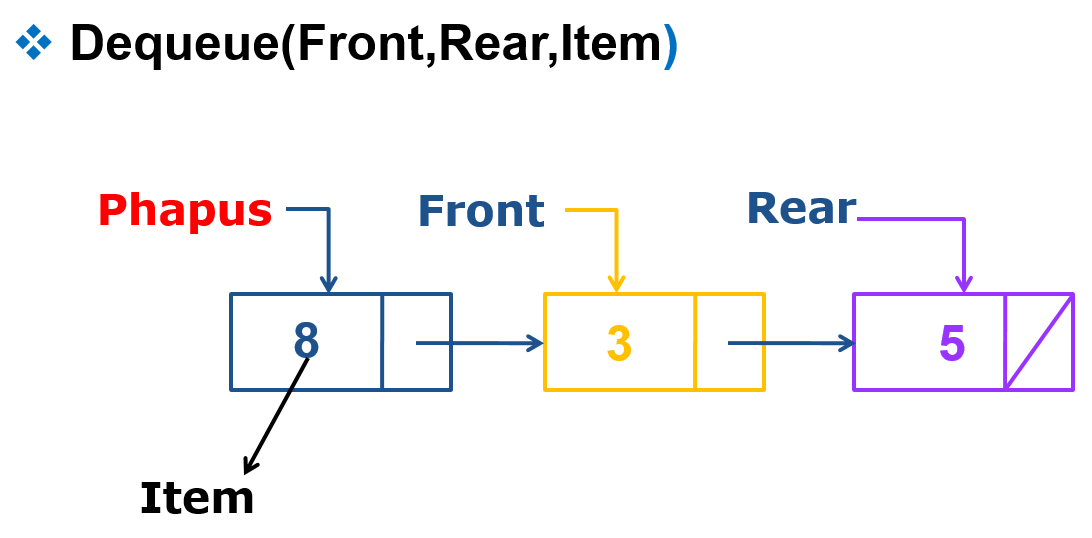 ❖ Dequeue(Front,Rear,Item)
Phapus Front Rear
8 3 5
Item